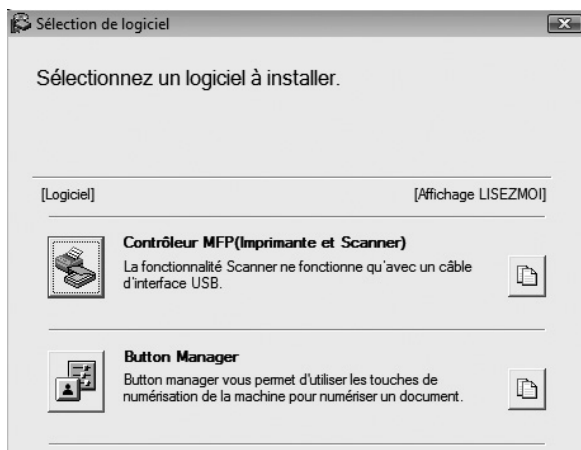 Sélection de logiciel
Sélectionnez un logiciel à installer.
[Logiciel] [Affichage LISEZMOI]
Contrôleur MFP(Imprimante et Scanner)
La fonctionnalité Scanner ne fonctionne qu'avec un câble
d'interface USB.
Button Manager
Button manager vous permet d'utiliser les touches de
numérisation de la machine pour numériser un document.